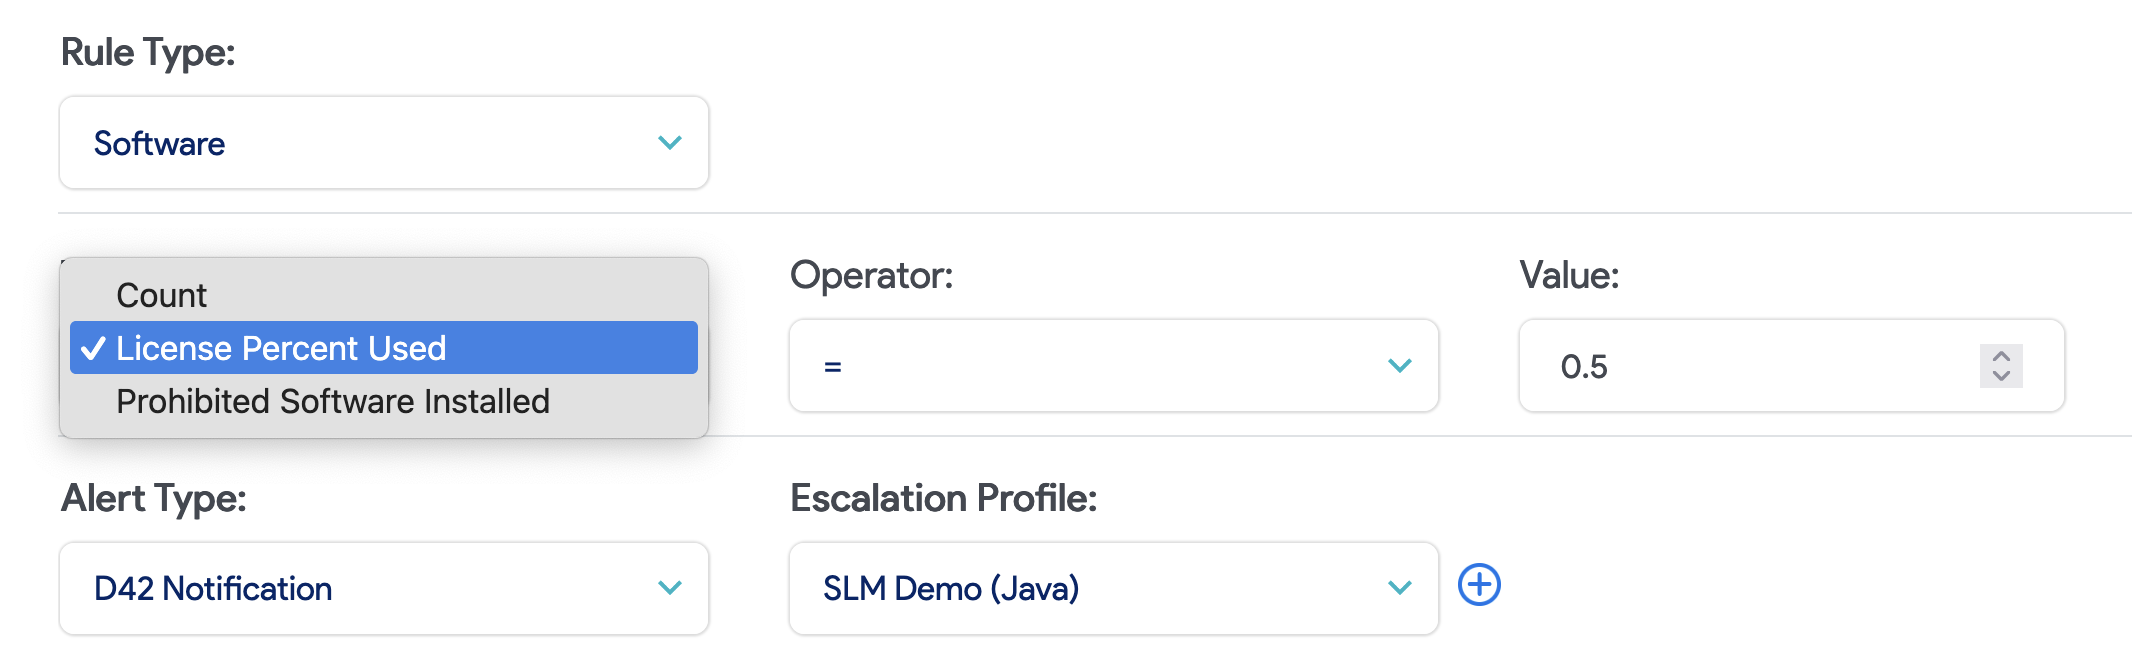 Rule Type:
Software
Count
✓ License Percent Used
Prohibited Software Installed
Operator:
=
Value:
0.5
Alert Type:
D42 Notification
Escalation Profile:
SLM Demo (Java)